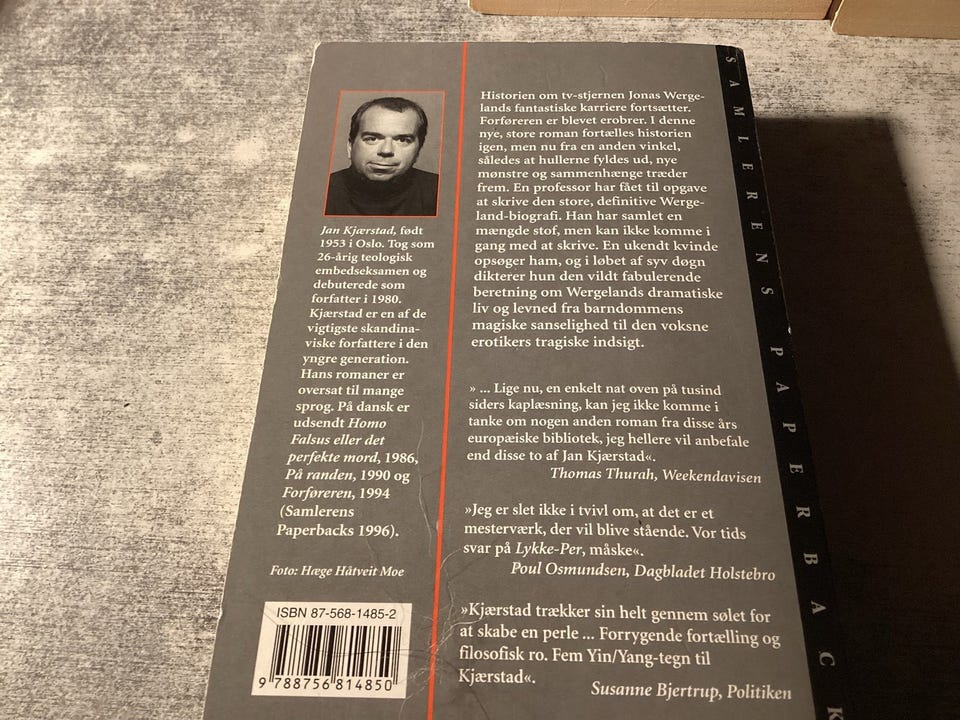 Jan Kjærstad, født
1953 i Oslo. Tog som
26-årig teologisk
embedseksamen og
debuterede som
forfatter i 1980.
Kjærstad er en af de
vigtigste skandina-
viske forfattere i den
yngre generation.
Hans romaner er
oversat til mange
sprog. På dansk er
udsendt Homo
Falsus eller det
perfekte mord, 1986,
På randen, 1990 og
Forføreren, 1994
(Samlerens
Paperbacks 1996).
Foto: Hæge Håtveit Moe
ISBN 87-568-1485-2
9 788756 814850
Historien om tv-stjernen Jonas Werge-
lands fantastiske karriere fortsætter.
Forføreren er blevet erobrer. I denne
nye, store roman fortælles historien
igen, men nu fra en anden vinkel,
således at hullerne fyldes ud, nye
mønstre og sammenhænge træder
frem. En professor har fået til opgave
at skrive den store, definitive Werge-
land-biografi. Han har samlet en
mængde stof, men kan ikke komme i
gang med at skrive. En ukendt kvinde
opsøger ham, og i løbet af syv døgn
dikterer hun den vildt fabulerende
beretning om Wergelands dramatiske
liv og levned fra barndommens
magiske sanselighed til den voksne
erotikers tragiske indsigt.
» ... Lige nu, en enkelt nat oven på tusind
siders kaplæsning, kan jeg ikke komme i
tanke om nogen anden roman fra disse års
europæiske bibliotek, jeg hellere vil anbefale
end disse to af Jan Kjærstad«.
Thomas Thurah, Weekendavisen
»Jeg er slet ikke i tvivl om, at det er et
mesterværk, der vil blive stående. Vor tids
svar på Lykke-Per, måske«.
Poul Osmundsen, Dagbladet Holstebro
»Kjærstad trækker sin helt gennem sølet for
at skabe en perle ... Forrygende fortælling og
filosofisk ro. Fem Yin/Yang-tegn til
Kjærstad«.
Susanne Bjertrup, Politiken
SAMLERENS PAPERBACK